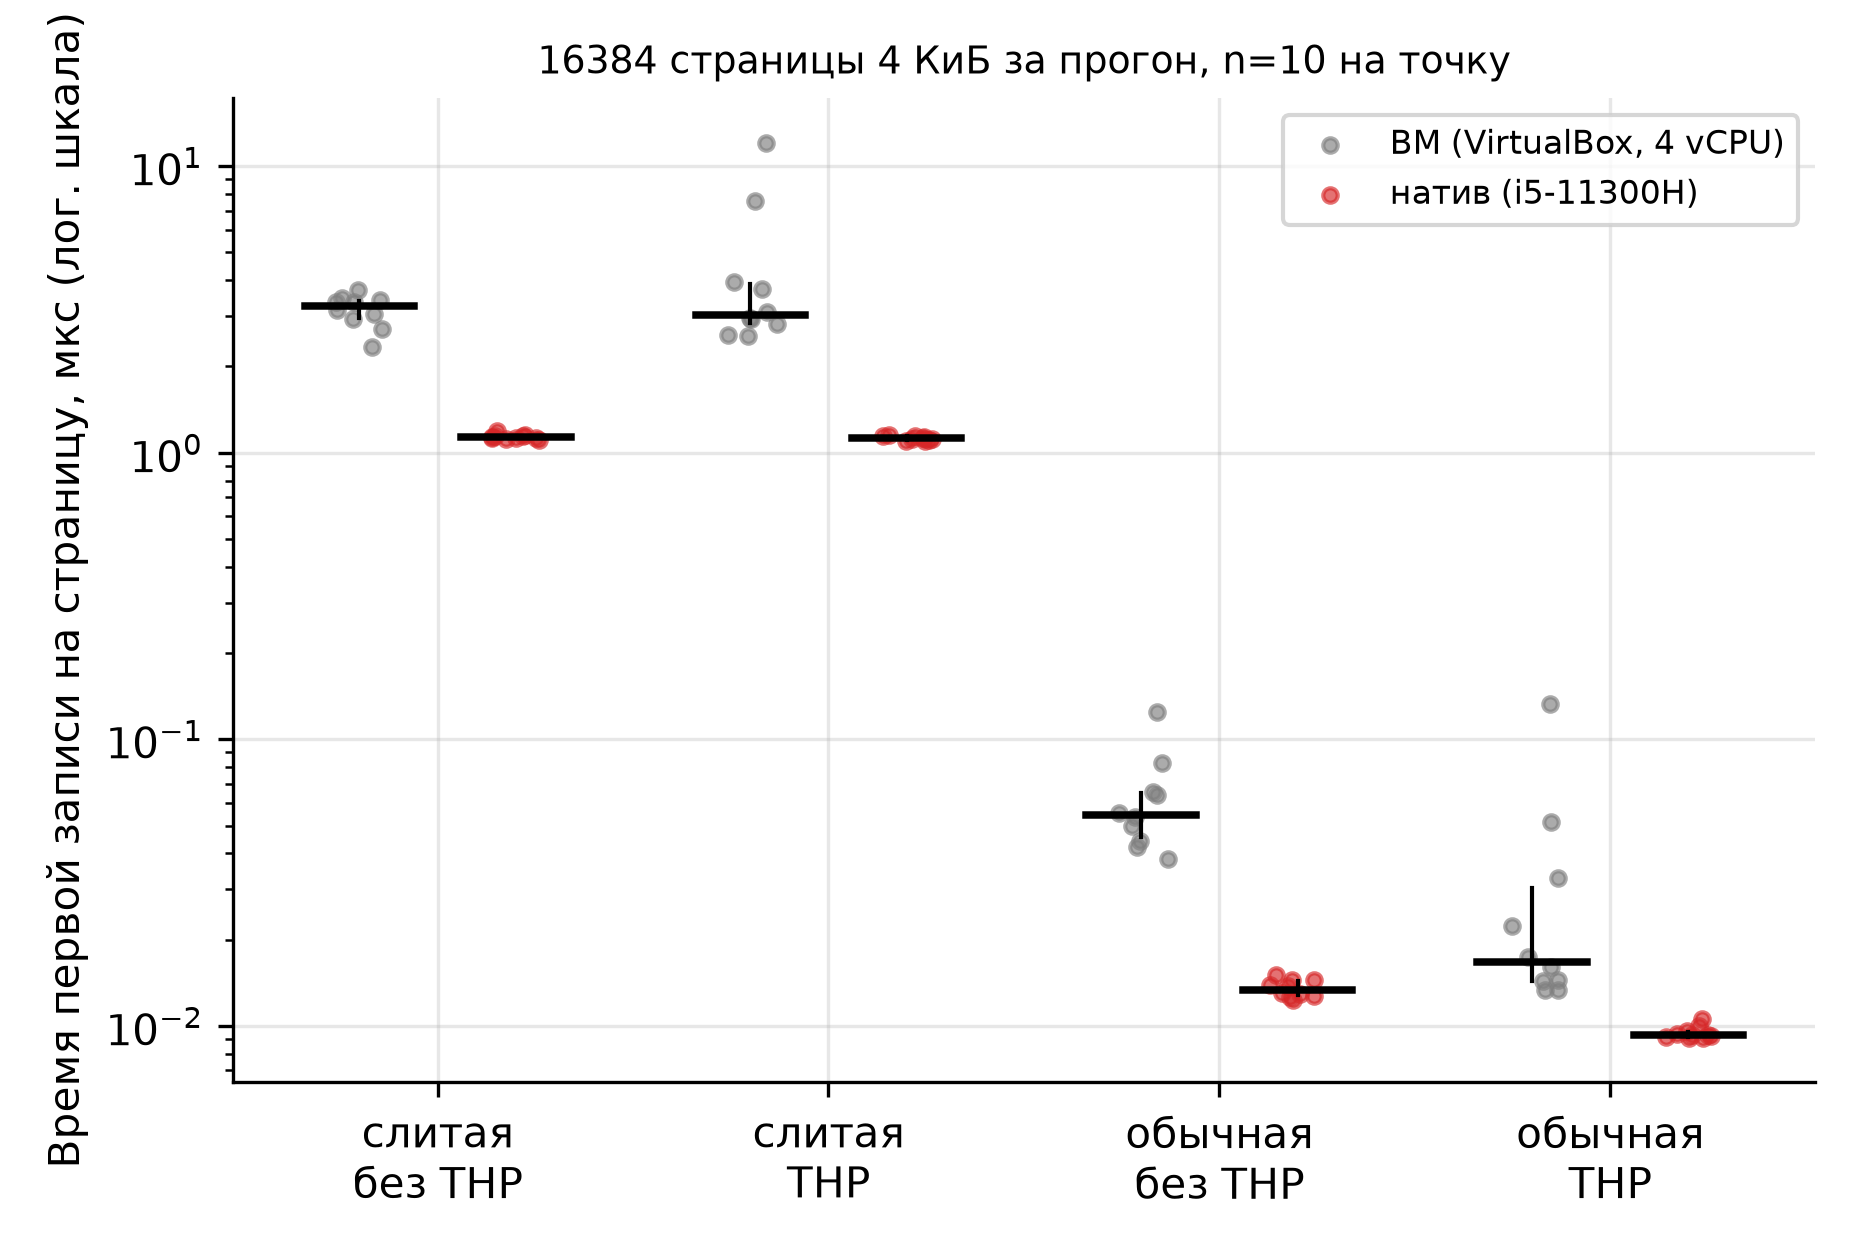 16384 страницы 4 КиБ за прогон, n=10 на точку
Время первой записи на страницу, мкс (лог. шкала)
ВМ (VirtualBox, 4 vCPU)
натив (i5-11300H)
10¹
10⁰
10⁻¹
10⁻²
слитая
без THP
слитая
THP
обычная
без THP
обычная
THP